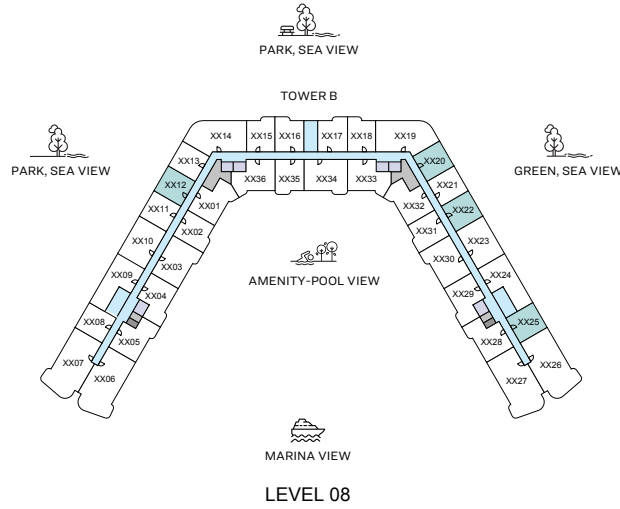 PARK, SEA VIEW
TOWER B
PARK, SEA VIEW
GREEN, SEA VIEW
XX14
XX15
XX16
XX17
XX18
XX19
XX13
XX36
XX35
XX34
XX33
XX20
XX12
XX01
XX32
XX21
XX11
XX02
XX31
XX22
XX10
XX03
XX30
XX23
XX09
XX04
XX29
XX24
XX08
XX05
XX28
XX25
XX07
XX06
XX27
XX26
AMENITY-POOL VIEW
MARINA VIEW
LEVEL 08